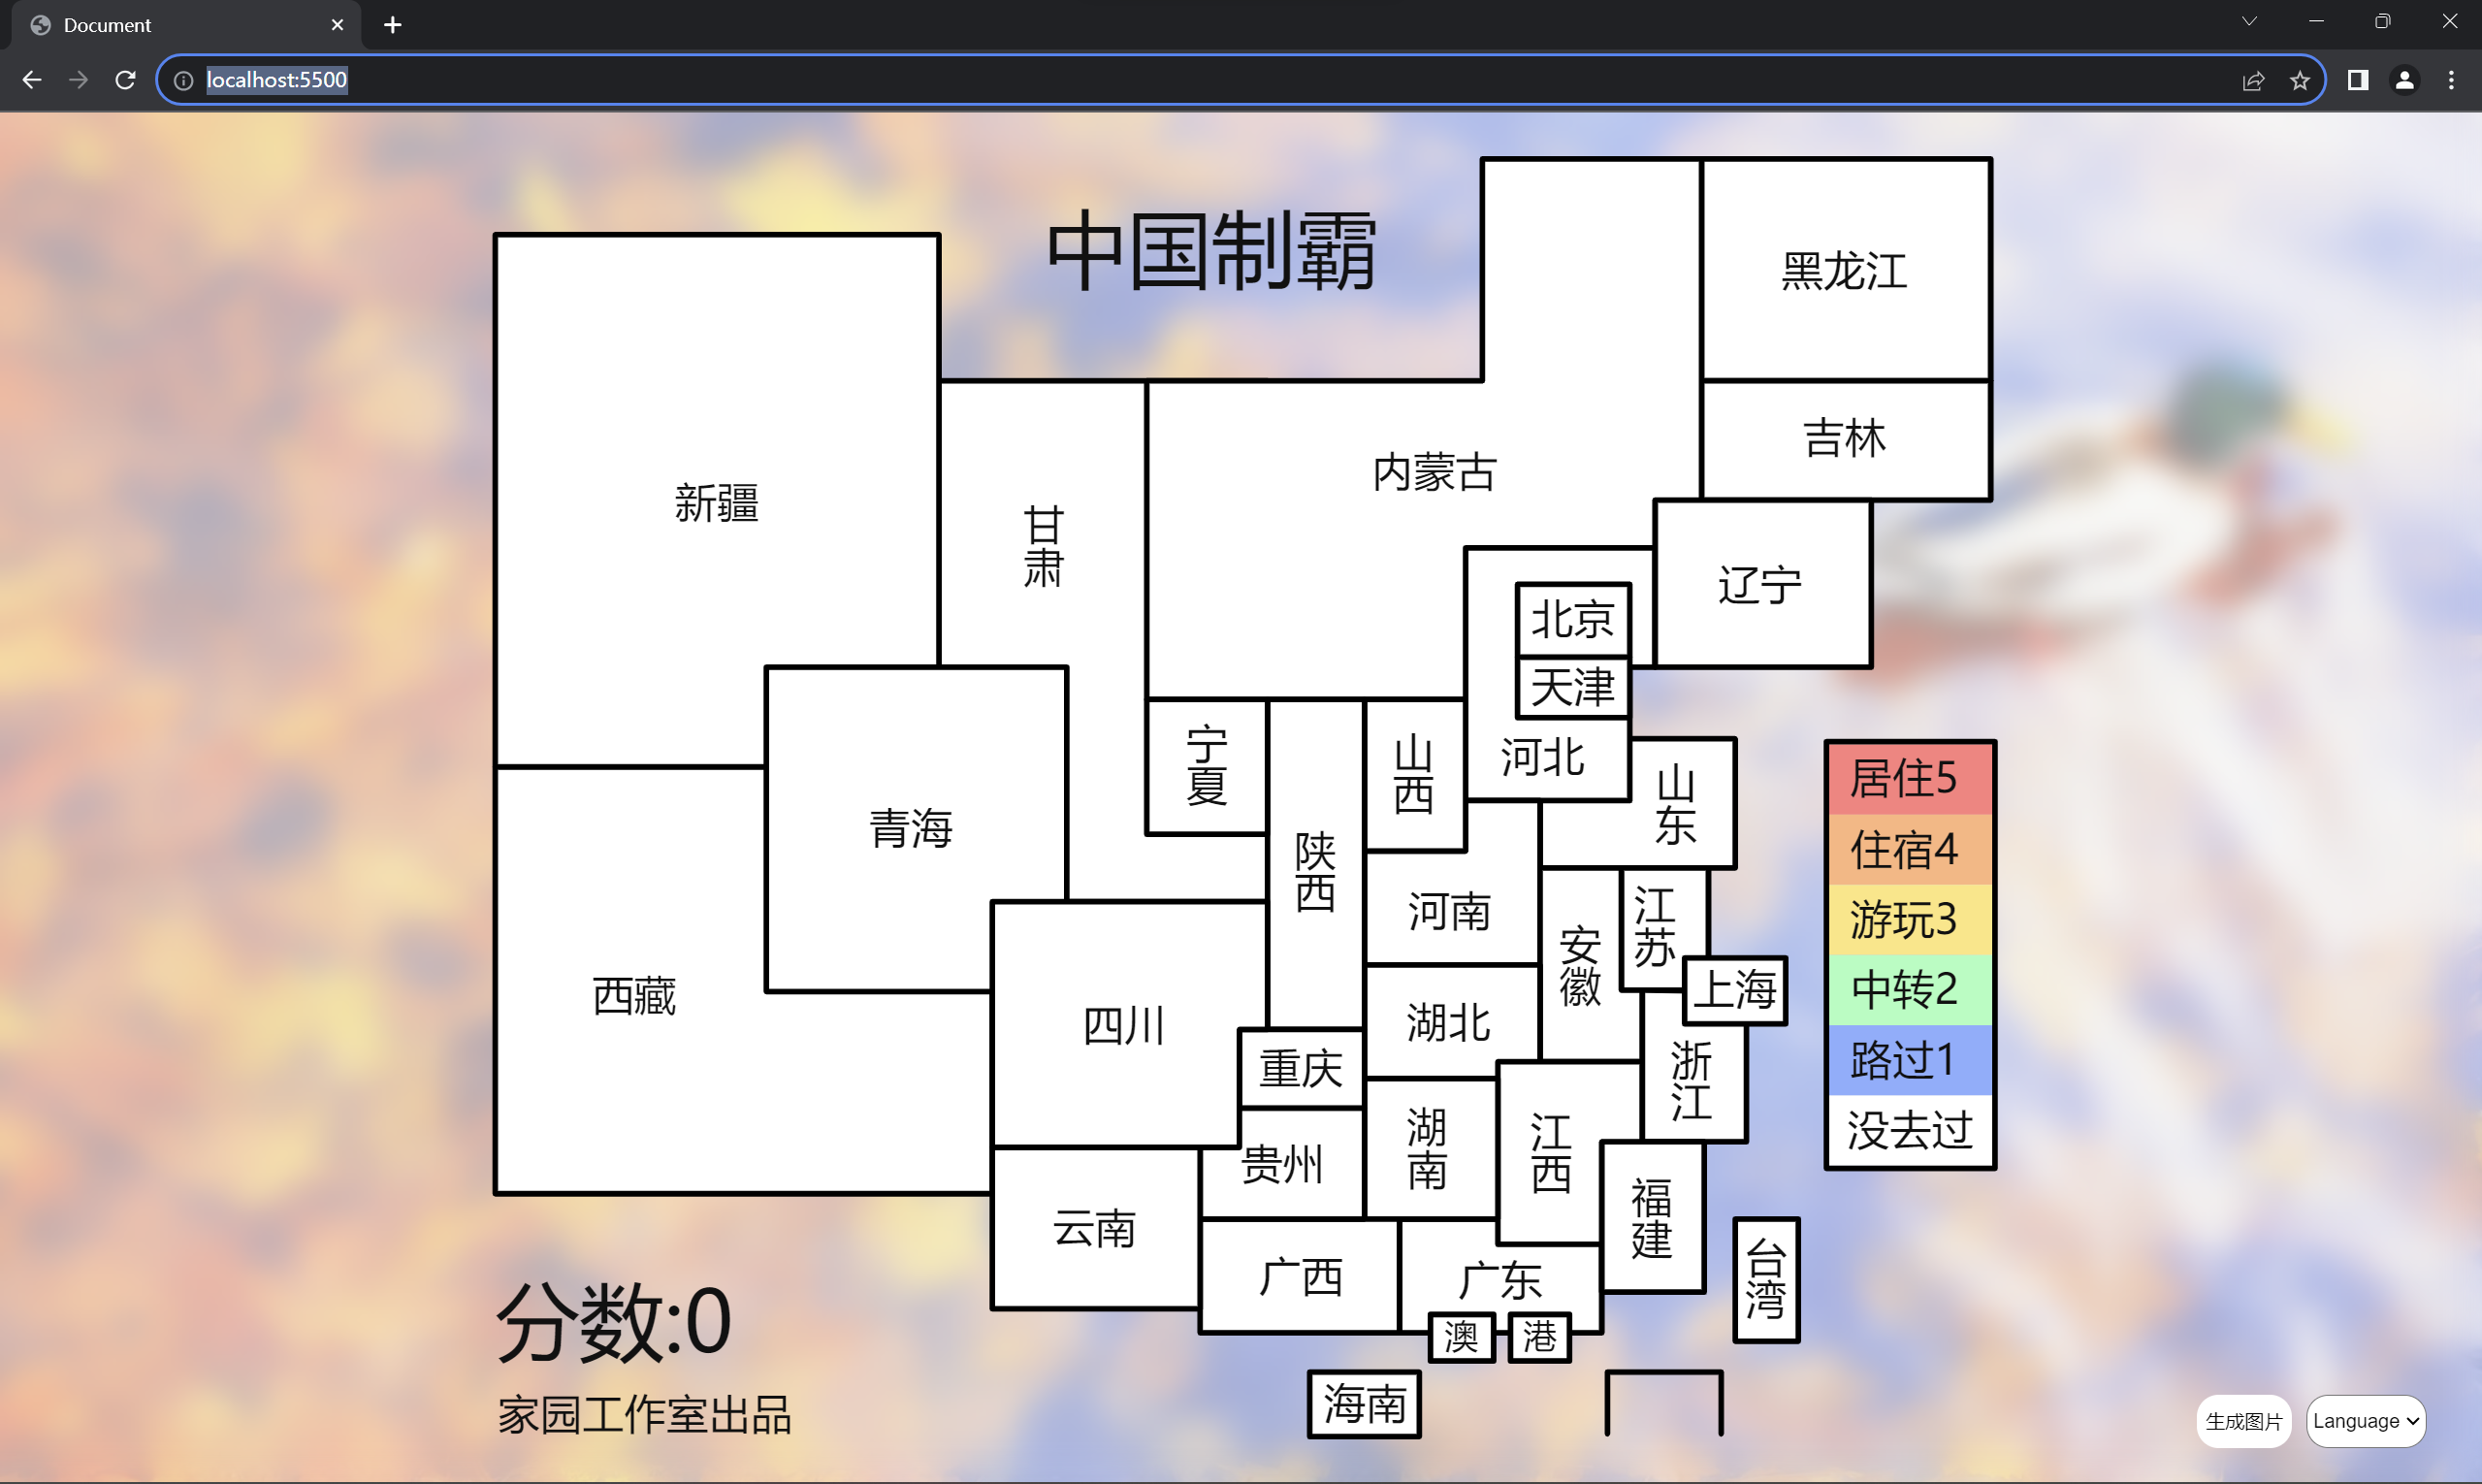 Document
localhost:5500
中国制霸
黑龙江
吉林
内蒙古
新疆
甘肃
辽宁
北京
天津
河北
宁夏
山西
山东
青海
陕西
河南
江苏
安徽
上海
西藏
四川
湖北
重庆
浙江
贵州
湖南
江西
云南
福建
广西
广东
台湾
澳
港
海南
居住5
住宿4
游玩3
中转2
路过1
没去过
分数:0
家园工作室出品
生成图片
Language